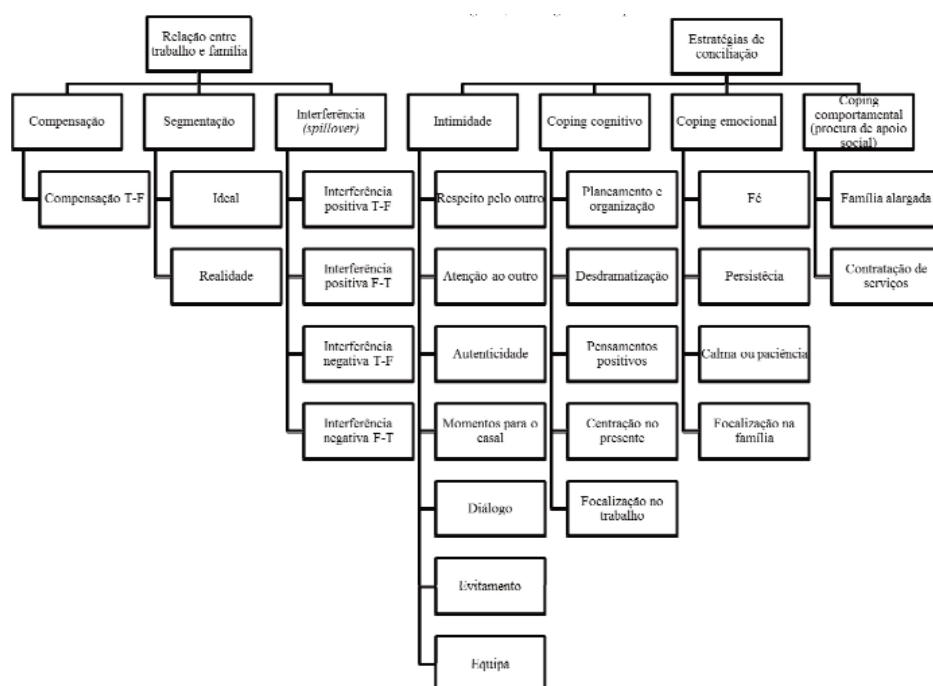 Relação entre
trabalho e família
Estratégias de
conciliação
Compensação
Segmentação
Interferência
(spillover)
Intimidade
Coping cognitivo
Coping emocional
Coping
comportamental
(procura de apoio
social)
Compensação T-F
Ideal
Interferência
positiva T-F
Respeito pelo outro
Planeamento e
organização
Fé
Família alargada
Realidade
Interferência
positiva F-T
Atenção ao outro
Desdramatização
Persistêcia
Contratação de
serviços
Interferência
negativa T-F
Autenticidade
Pensamentos
positivos
Calma ou paciência
Interferência
negativa F-T
Momentos para o
casal
Centração no
presente
Focalização na
família
Diálogo
Focalização no
trabalho
Evitamento
Equipa